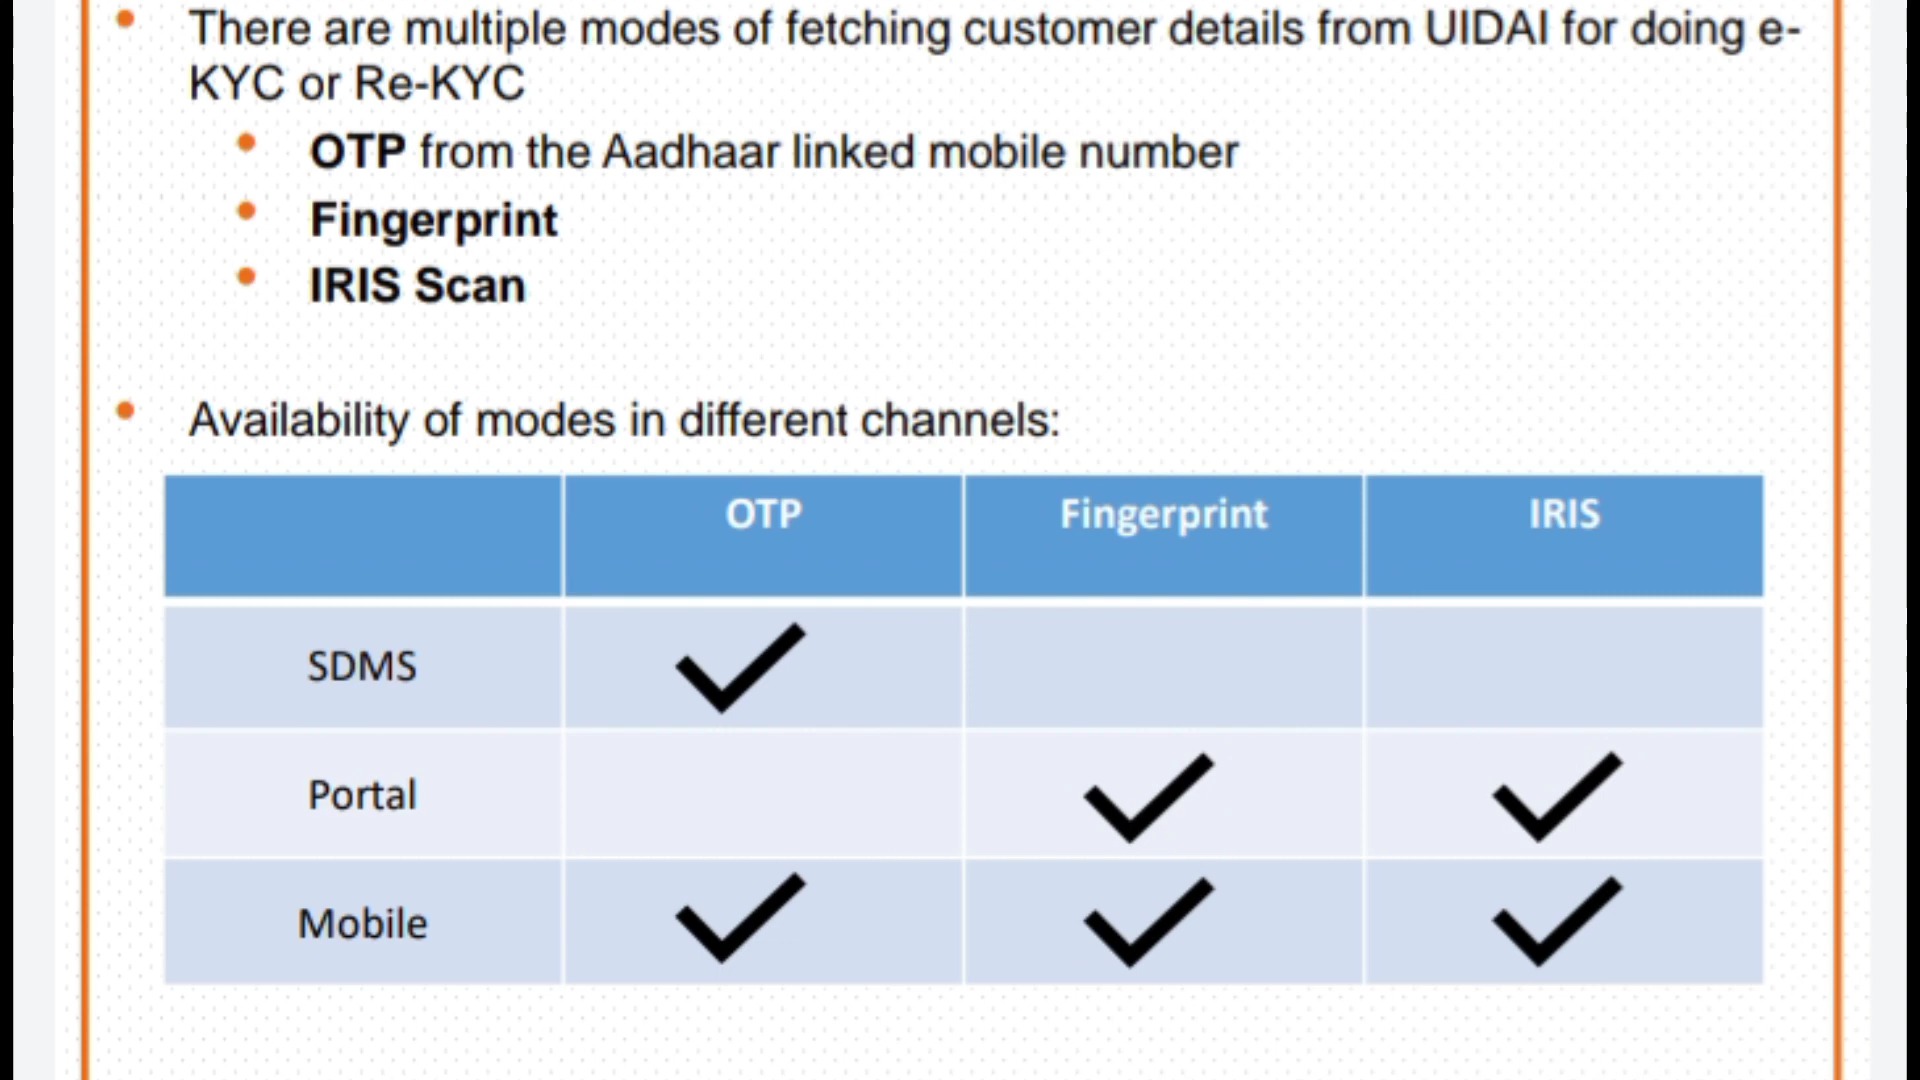 There are multiple modes of fetching customer details from UIDAI for doing e-
KYC or Re-KYC
OTP from the Aadhaar linked mobile number
Fingerprint
IRIS Scan
Availability of modes in different channels:
OTP Fingerprint IRIS
SDMS
Portal
Mobile